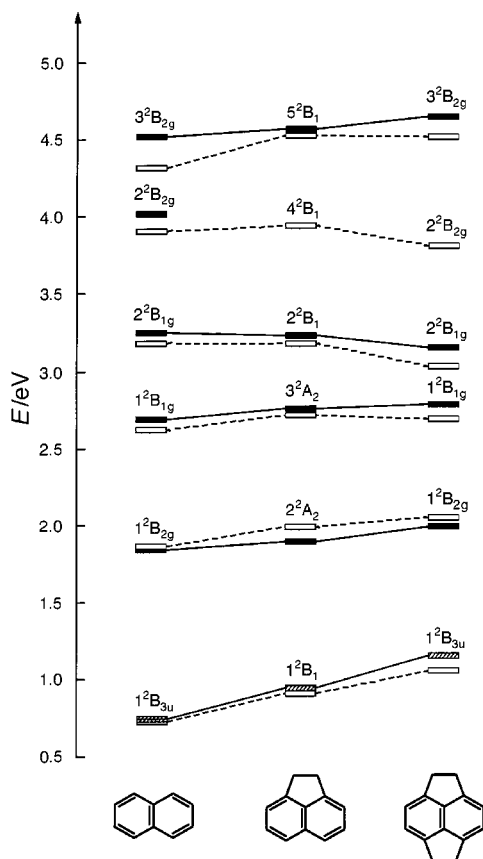 5.0
3²B₂g 5²B₁ 3²B₂g
4.5
2²B₂g 4²B₁ 2²B₂g
4.0
3.5
2²B₁g 2²B₁ 2²B₁g
3.0
E/eV
1²B₁g 3²A₂ 1²B₁g
2.5
1²B₂g 2²A₂ 1²B₂g
2.0
1.5
1²B₃u 1²B₁ 1²B₃u
1.0
0.5